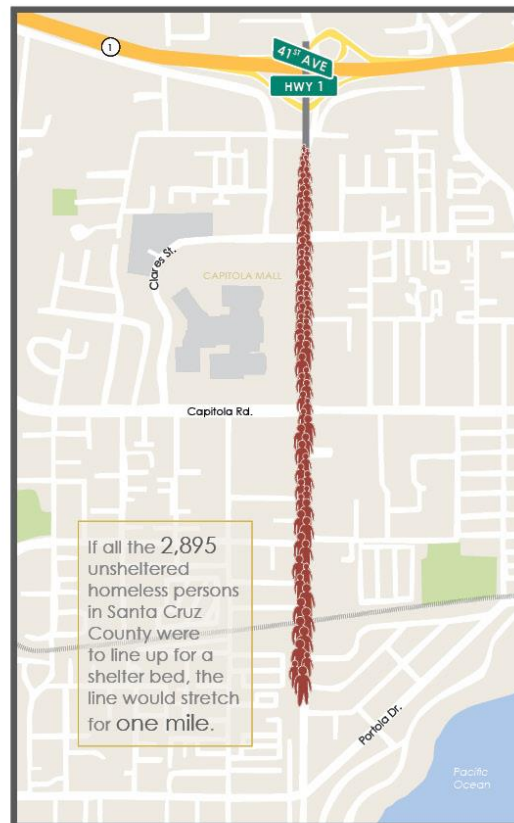 1
41ST AVE
HWY 1
Clares St.
CAPITOLA MALL
Capitola Rd.
If all the 2,895
unsheltered
homeless persons
in Santa Cruz
County were
to line up for a
shelter bed, the
line would stretch
for one mile.
Portola Dr.
Pacific
Ocean